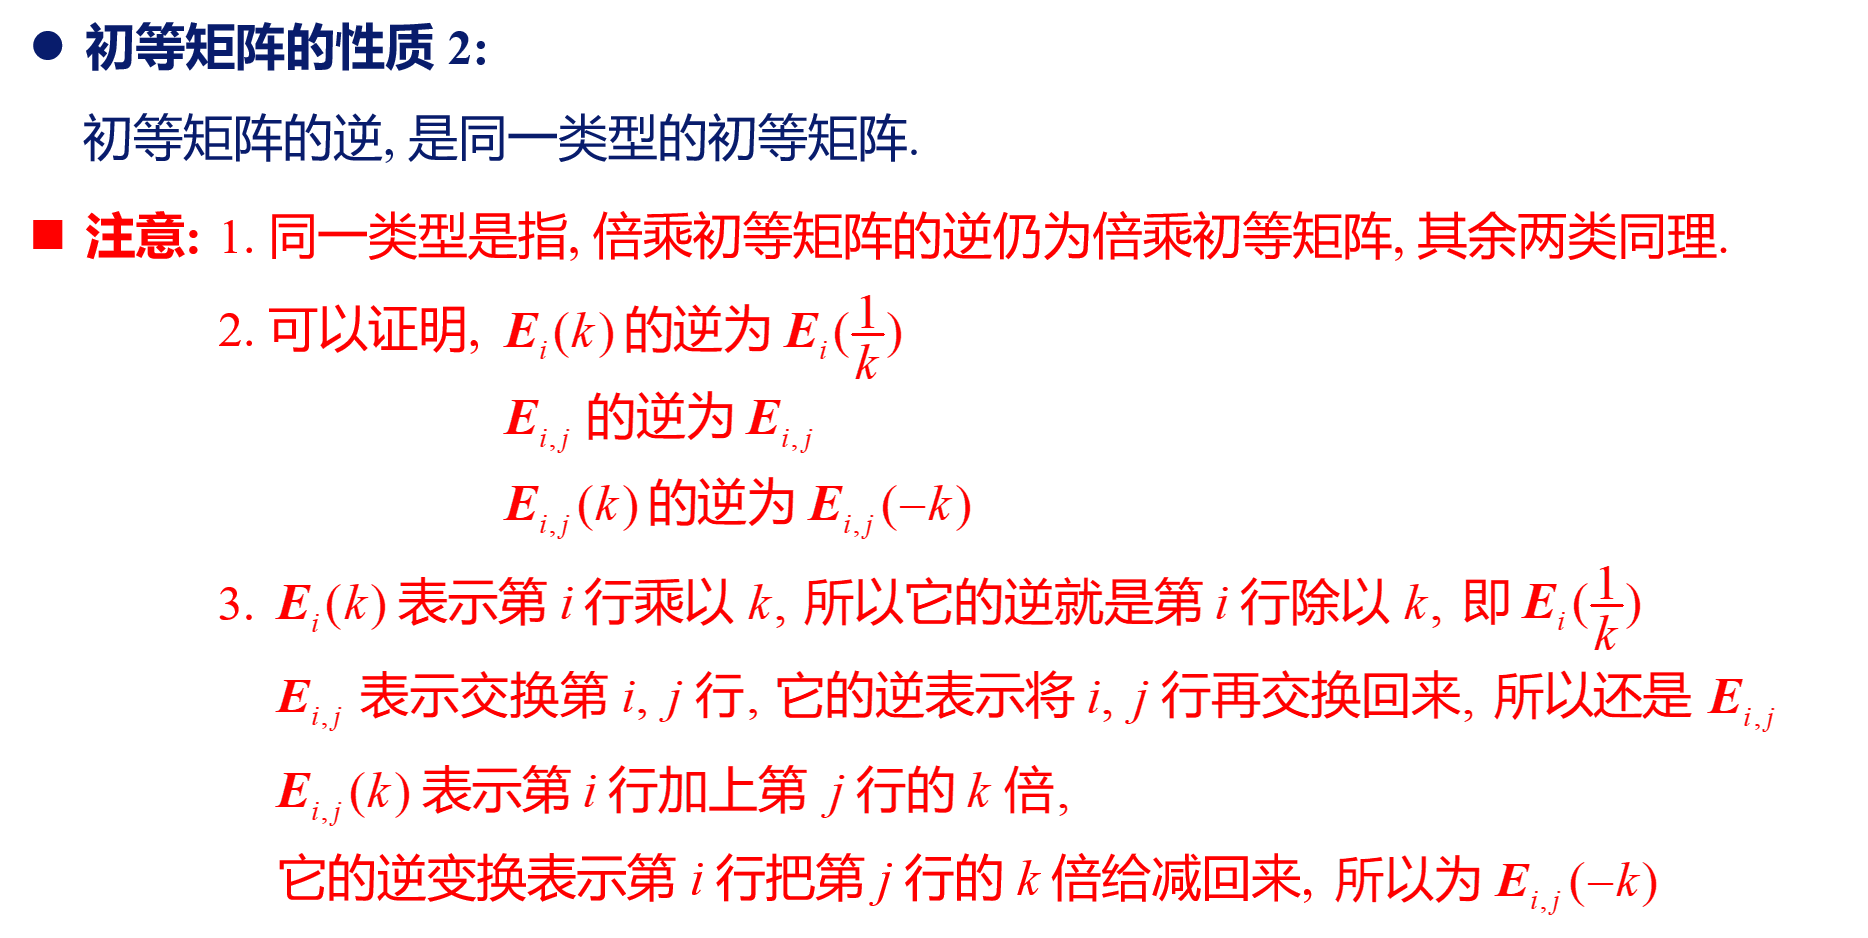 ● 初等矩阵的性质 2:
初等矩阵的逆, 是同一类型的初等矩阵.
■ 注意: 1. 同一类型是指, 倍乘初等矩阵的逆仍为倍乘初等矩阵, 其余两类同理.
2. 可以证明, $E_i(k)$ 的逆为 $E_i(\frac{1}{k})$
$E_{i,j}$ 的逆为 $E_{i,j}$
$E_{i,j}(k)$ 的逆为 $E_{i,j}(-k)$
3. $E_i(k)$ 表示第 i 行乘以 k, 所以它的逆就是第 i 行除以 k, 即 $E_i(\frac{1}{k})$
$E_{i,j}$ 表示交换第 i, j 行, 它的逆表示将 i, j 行再交换回来, 所以还是 $E_{i,j}$
$E_{i,j}(k)$ 表示第 i 行加上第 j 行的 k 倍,
它的逆变换表示第 i 行把第 j 行的 k 倍给减回来, 所以为 $E_{i,j}(-k)$